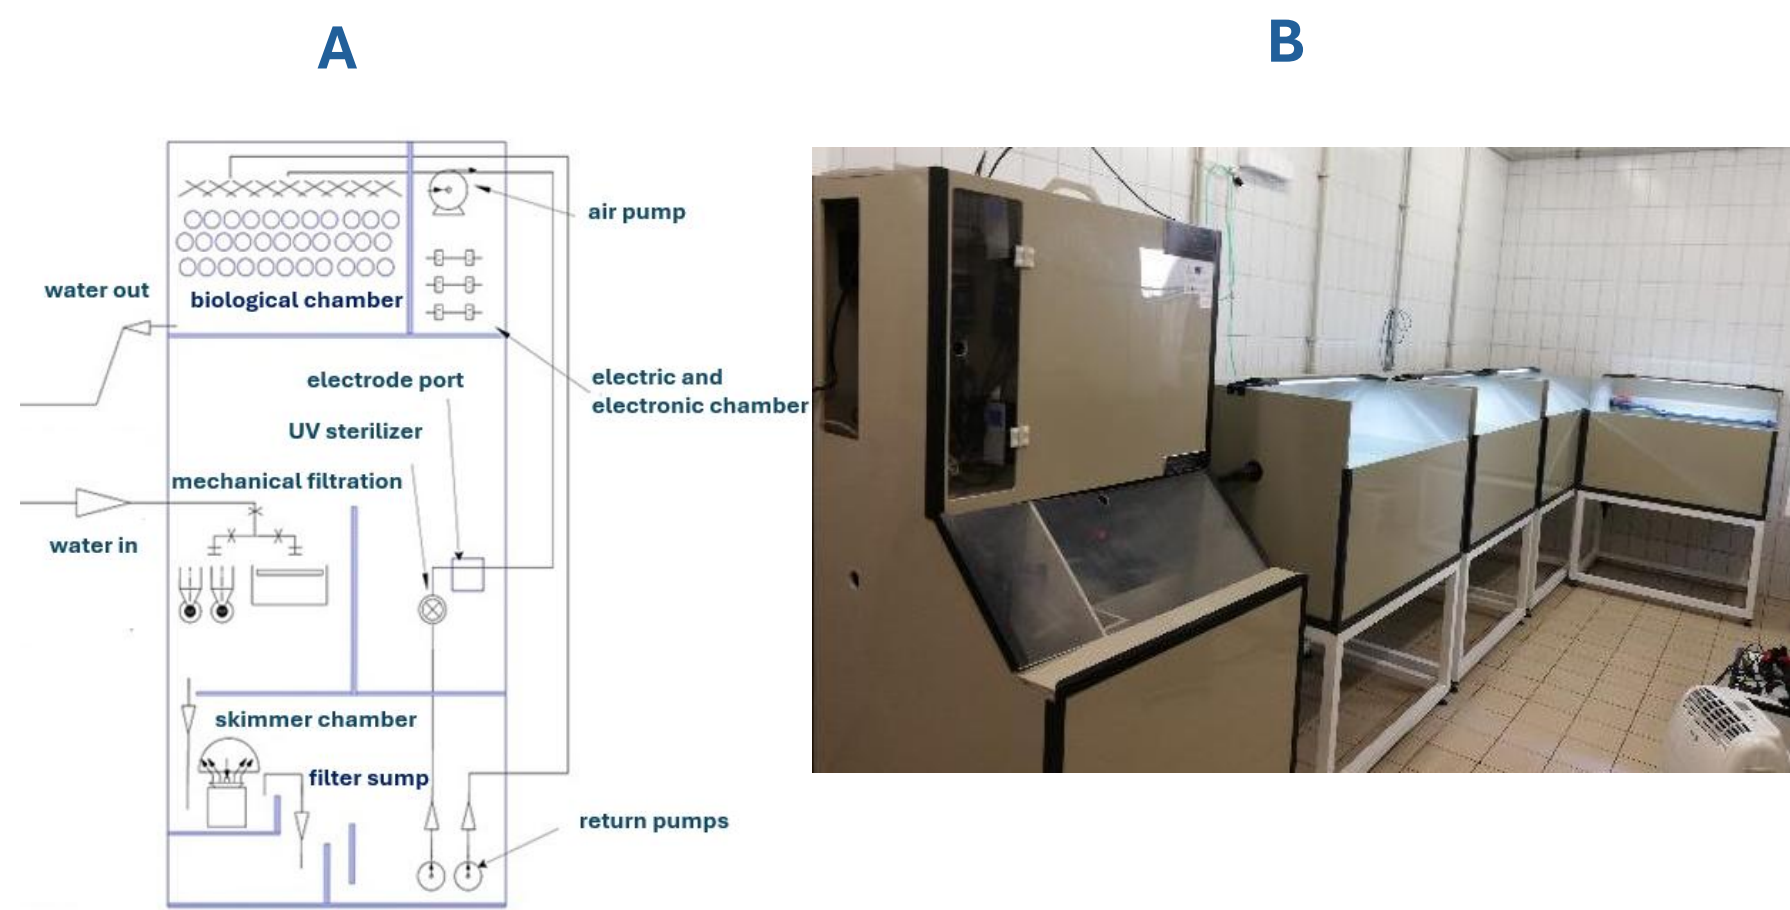 A
B
air pump
water out
biological chamber
electrode port
electric and
electronic chamber
UV sterilizer
mechanical filtration
water in
skimmer chamber
filter sump
return pumps